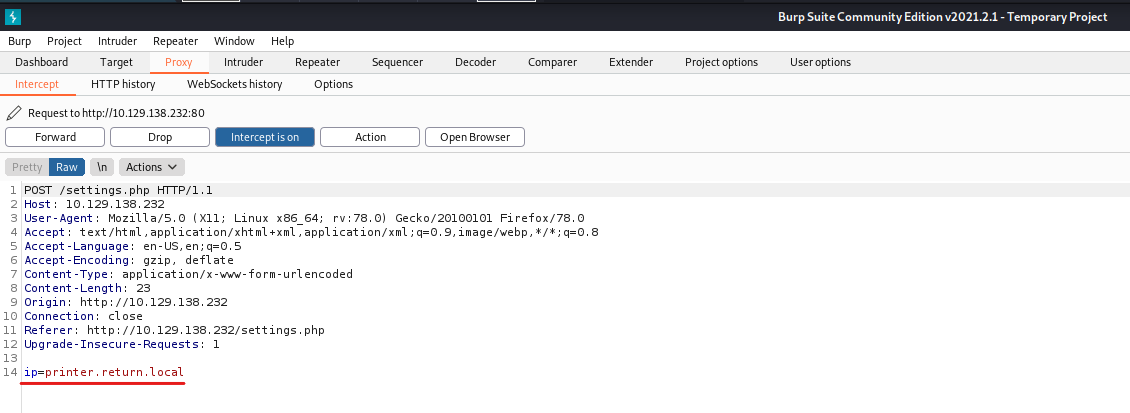 Burp Suite Community Edition v2021.2.1 - Temporary Project
Burp Project Intruder Repeater Window Help
Dashboard Target Proxy Intruder Repeater Sequencer Decoder Comparer Extender Project options User options
Intercept HTTP history WebSockets history Options
Request to http://10.129.138.232:80
Forward Drop Intercept is on Action Open Browser
Pretty Raw \n Actions
1 POST /settings.php HTTP/1.1
2 Host: 10.129.138.232
3 User-Agent: Mozilla/5.0 (X11; Linux x86_64; rv:78.0) Gecko/20100101 Firefox/78.0
4 Accept: text/html,application/xhtml+xml,application/xml;q=0.9,image/webp,*/*;q=0.8
5 Accept-Language: en-US,en;q=0.5
6 Accept-Encoding: gzip, deflate
7 Content-Type: application/x-www-form-urlencoded
8 Content-Length: 23
9 Origin: http://10.129.138.232
10 Connection: close
11 Referer: http://10.129.138.232/settings.php
12 Upgrade-Insecure-Requests: 1
13
14 ip=printer.return.local